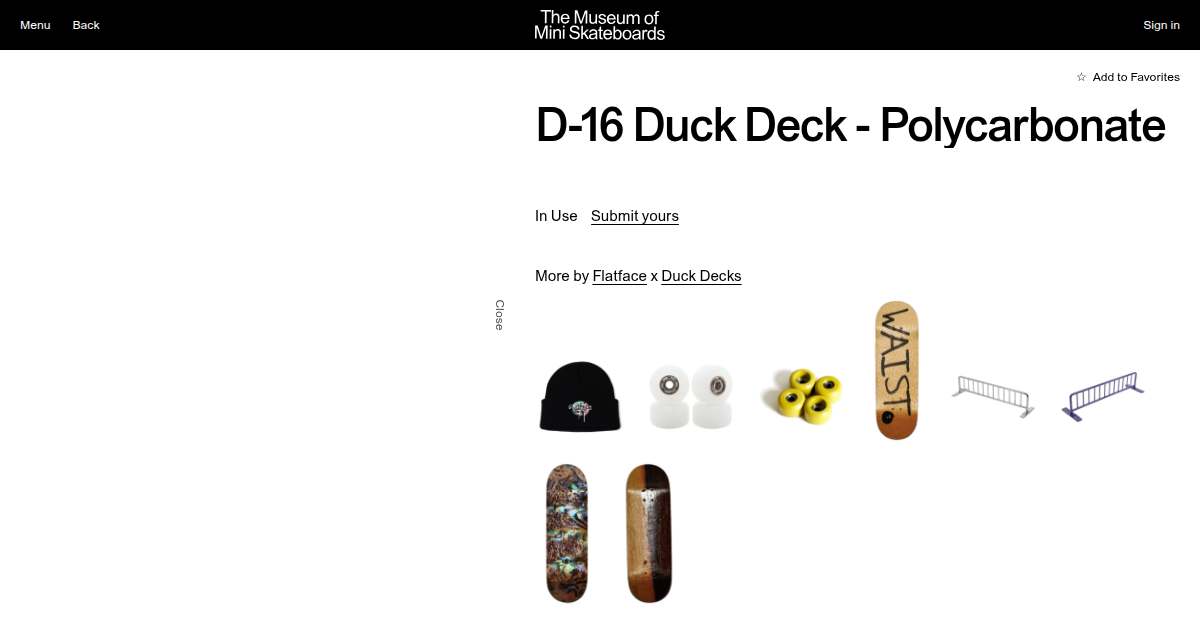 Menu Back
The Museum of
Mini Skateboards
Sign in
☆ Add to Favorites
D-16 Duck Deck - Polycarbonate
In Use Submit yours
More by Flatface x Duck Decks
Close
WAIST